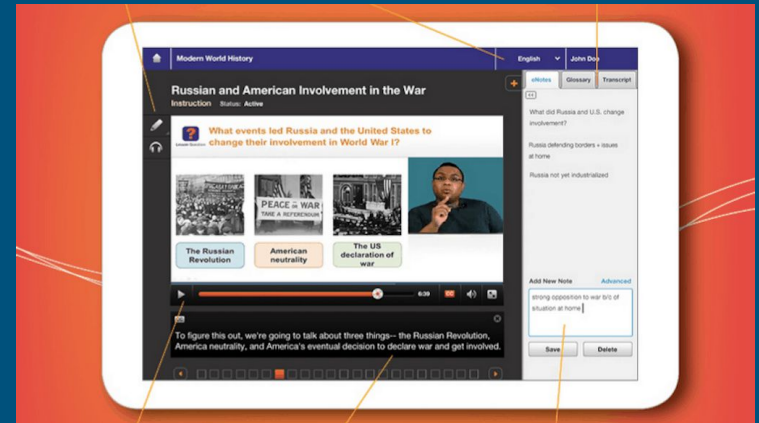 Modern World History
English
John Doe
Russian and American Involvement in the War
Instruction Status: Active
eNotes Glossary Transcript
What events led Russia and the United States to
change their involvement in World War I?
PEACE or WAR
TAKE A REFERENDUM
The Russian
Revolution
American
neutrality
The US
declaration of
war
6:39
CC
CC
To figure this out, we're going to talk about three things-- the Russian Revolution,
America neutrality, and America's eventual decision to declare war and get involved.
What did Russia and U.S. change
involvement?
Russia defending borders + issues
at home
Russia not yet industrialized
Add New Note Advanced
strong opposition to war b/c of
situation at home
Save Delete